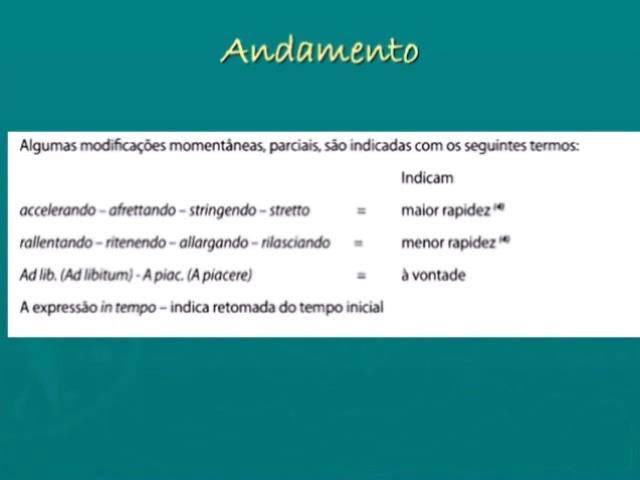 Andamento
Algumas modificações momentâneas, parciais, são indicadas com os seguintes termos:
Indicam
accelerando – afrettando – stringendo – stretto = maior rapidez
rallentando – ritenendo – allargando – rilasciando = menor rapidez
Ad lib. (Ad libitum) - A piac. (A piacere) = à vontade
A expressão in tempo – indica retomada do tempo inicial